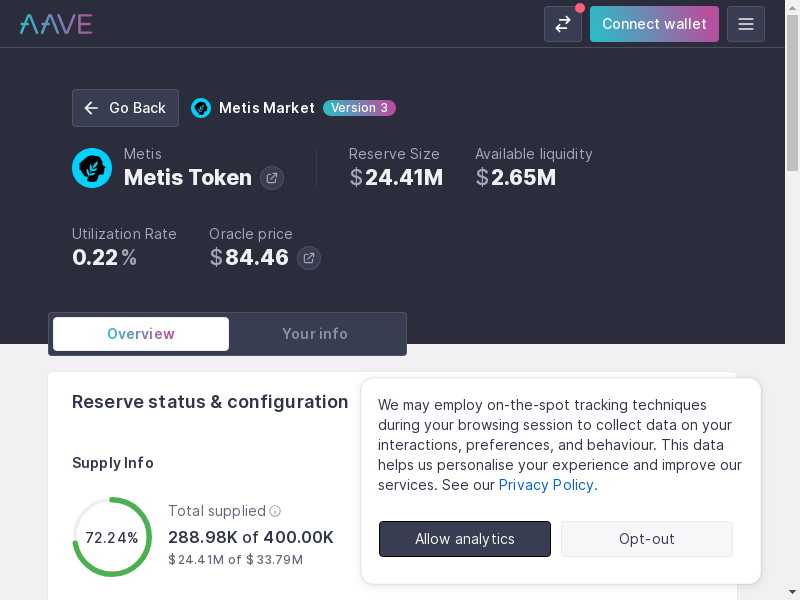 AAVE
Connect wallet
Go Back
Metis Market
Version 3
Metis
Metis Token
Reserve Size
$24.41M
Available liquidity
$2.65M
Utilization Rate
0.22%
Oracle price
$84.46
Overview
Your info
Reserve status & configuration
Supply Info
72.24%
Total supplied
288.98K of 400.00K
$24.41M of $33.79M
We may employ on-the-spot tracking techniques
during your browsing session to collect data on your
interactions, preferences, and behaviour. This data
helps us personalise your experience and improve our
services. See our Privacy Policy.
Allow analytics
Opt-out